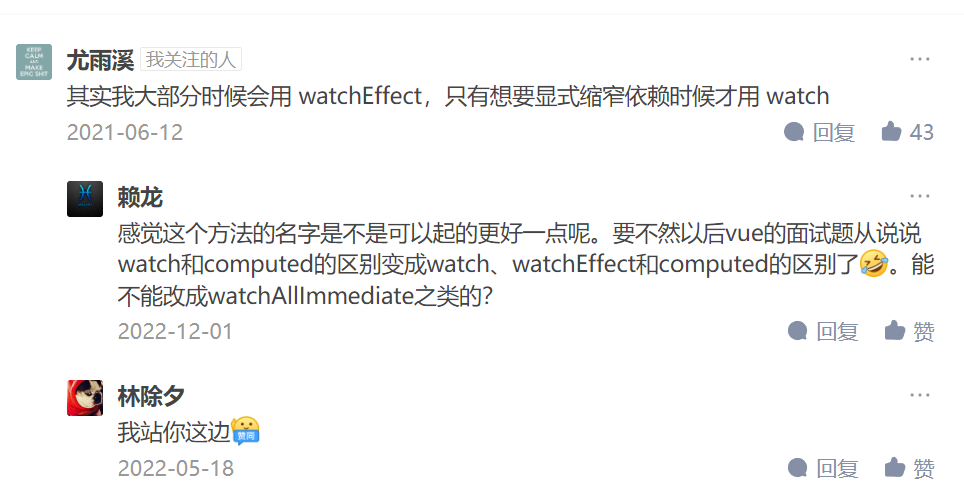 KEEP
CALM
AND
MAKE
EPIC SHIT
尤雨溪 我关注的人
其实我大部分时候会用 watchEffect，只有想要显式缩窄依赖时候才用 watch
2021-06-12 回复 43
赖龙
感觉这个方法的名字是不是可以起的更好一点呢。要不然以后vue的面试题从说说
watch和computed的区别变成watch、watchEffect和computed的区别了🤣。能
不能改成watchAllImmediate之类的？
2022-12-01 回复 赞
林除夕
我站你这边 赞同
2022-05-18 回复 赞